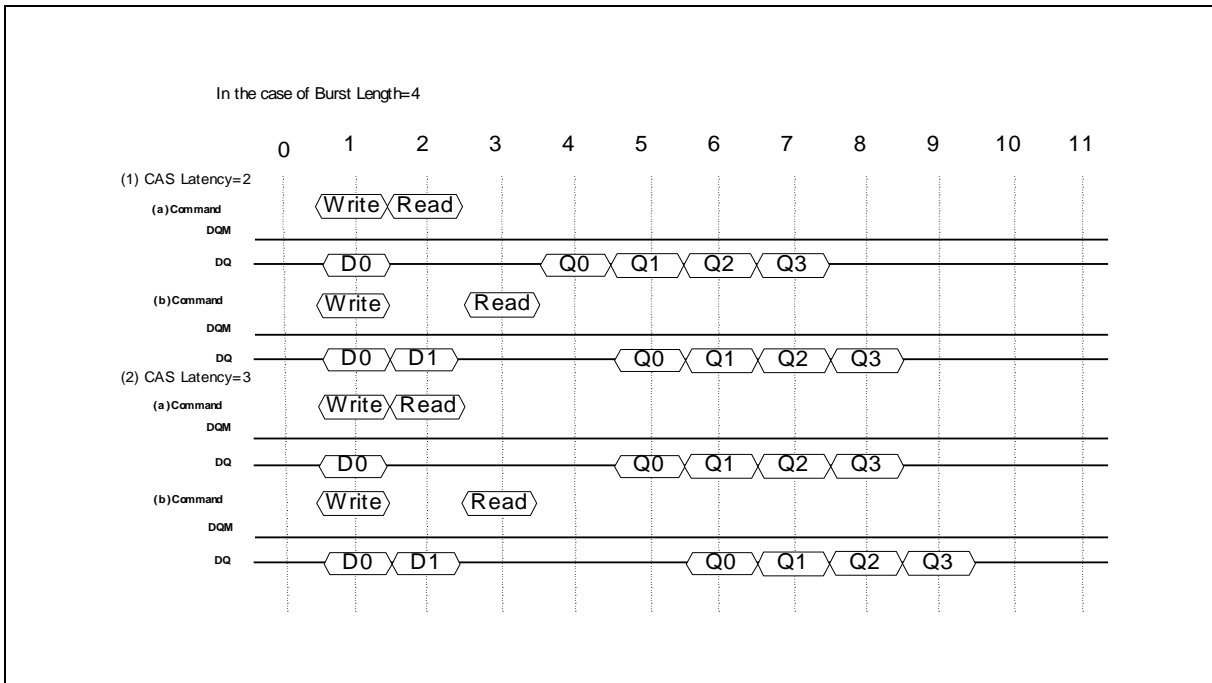 In the case of Burst Length=4
0 1 2 3 4 5 6 7 8 9 10 11
(1) CAS Latency=2
(a)Command Write Read
DQM
DQ D0 Q0 Q1 Q2 Q3
(b)Command Write Read
DQM
DQ D0 D1 Q0 Q1 Q2 Q3
(2) CAS Latency=3
(a)Command Write Read
DQM
DQ D0 Q0 Q1 Q2 Q3
(b)Command Write Read
DQM
DQ D0 D1 Q0 Q1 Q2 Q3